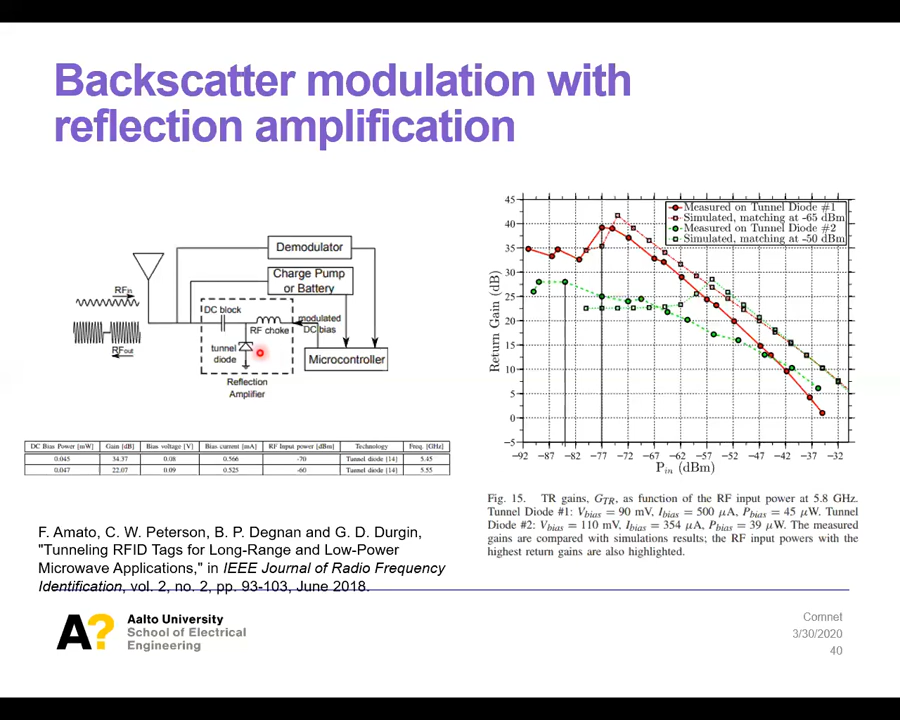 Backscatter modulation with
reflection amplification
Demodulator
Charge Pump
or Battery
RFin
DC block
RF choke
modulated
DC bias
RFout
tunnel
diode
Microcontroller
Reflection
Amplifier
DC Bias Power [mW] Gain [dB] Bias voltage [V] Bias current [mA] RF Input power [dBm] Technology Freq. [GHz]
0.045 34.37 0.08 0.566 -70 Tunnel diode [14] 5.45
0.047 22.07 0.09 0.525 -60 Tunnel diode [14] 5.55
F. Amato, C. W. Peterson, B. P. Degnan and G. D. Durgin,
"Tunneling RFID Tags for Long-Range and Low-Power
Microwave Applications," in IEEE Journal of Radio Frequency
Identification, vol. 2, no. 2, pp. 93-103, June 2018.
Measured on Tunnel Diode #1
Simulated, matching at -65 dBm
Measured on Tunnel Diode #2
Simulated, matching at -50 dBm
Return Gain (dB)
45
40
35
30
25
20
15
10
5
0
−5
−92 −87 −82 −77 −72 −67 −62 −57 −52 −47 −42 −37 −32
Pin (dBm)
Fig. 15. TR gains, GTR, as function of the RF input power at 5.8 GHz.
Tunnel Diode #1: Vbias = 90 mV, Ibias = 500 μA, Pbias = 45 μW. Tunnel
Diode #2: Vbias = 110 mV, Ibias = 354 μA, Pbias = 39 μW. The measured
gains are compared with simulations results; the RF input powers with the
highest return gains are also highlighted.
A?
Aalto University
School of Electrical
Engineering
Comnet
3/30/2020
40